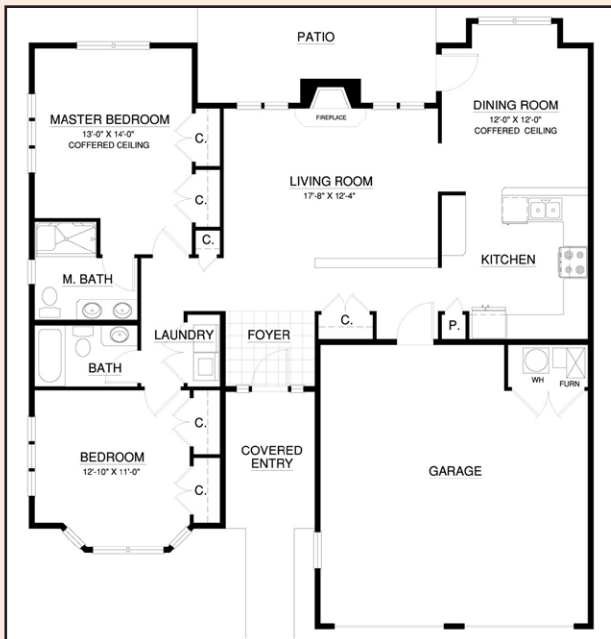 PATIO
MASTER BEDROOM
13'-0" X 14'-0"
COFFERED CEILING
C.
C.
C.
FIREPLACE
LIVING ROOM
17'-8" X 12'-4"
DINING ROOM
12'-0" X 12'-0"
COFFERED CEILING
KITCHEN
M. BATH
BATH
LAUNDRY
FOYER
C.
P.
WH
FURN
BEDROOM
12'-10" X 11'-0"
C.
C.
COVERED
ENTRY
GARAGE